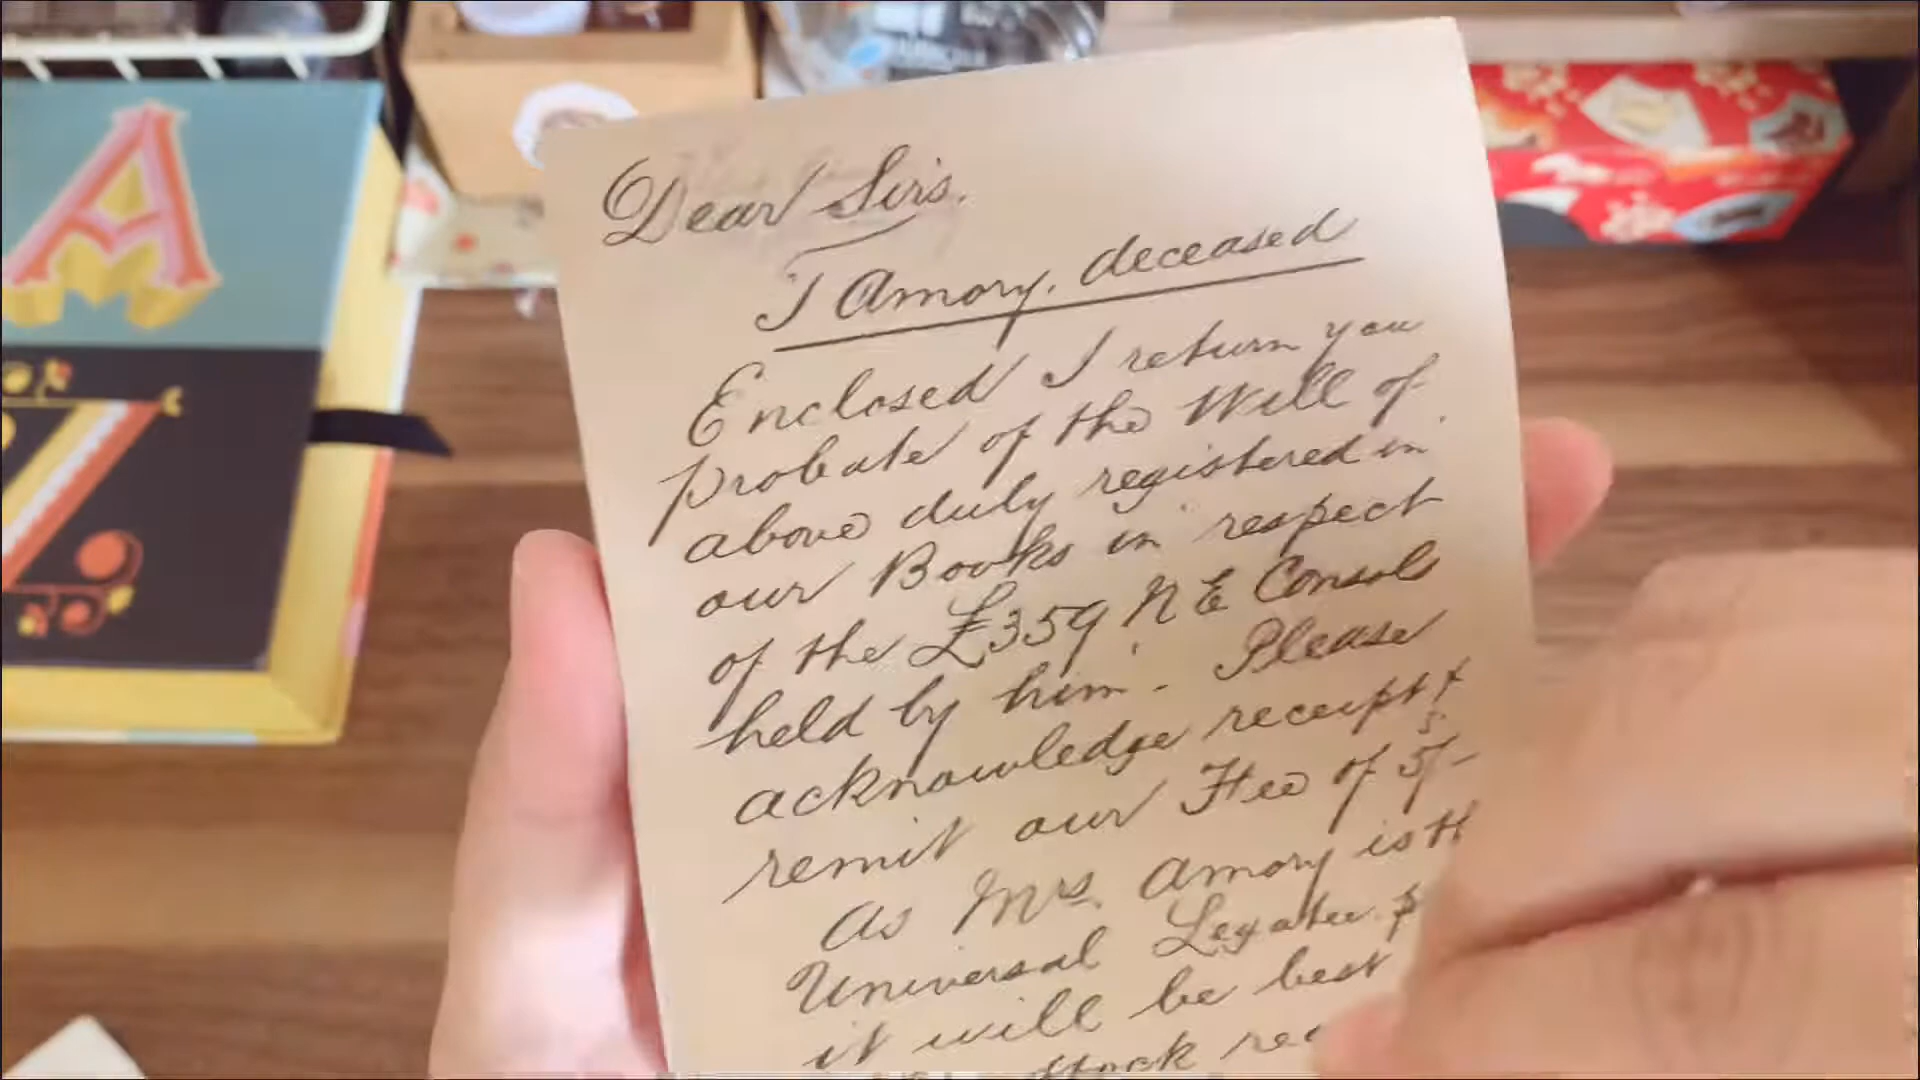 A
Z
Dear Sirs.
T Amory, deceased
Enclosed I return you
probate of the Will of
above duly registered in
our Books in respect
of the £359 N E Consols
held by him. Please
acknowledge receipt &
remit our Fee of 5/-
As Mrs. Amory is
Universal Legatee
it will be best
stock